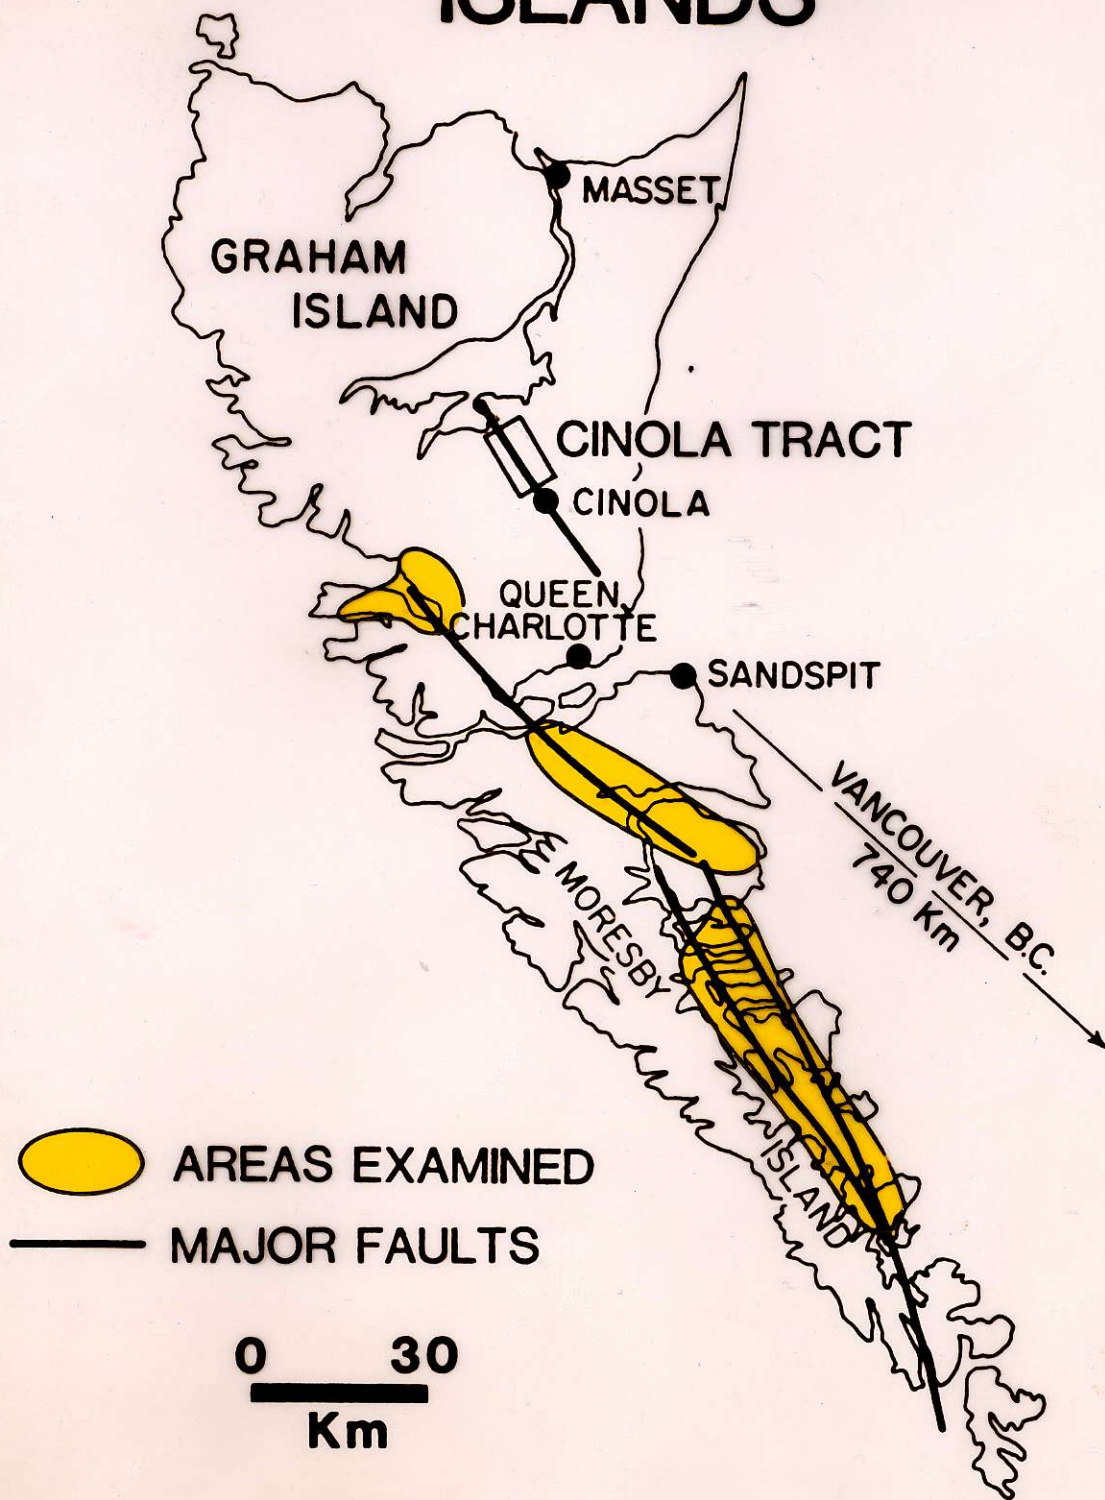 ISLANDS
MASSET
GRAHAM
ISLAND
CINOLA TRACT
CINOLA
QUEEN
CHARLOTTE
SANDSPIT
VANCOUVER, B.C.
740 Km
MORESBY
ISLAND
AREAS EXAMINED
MAJOR FAULTS
0 30
Km